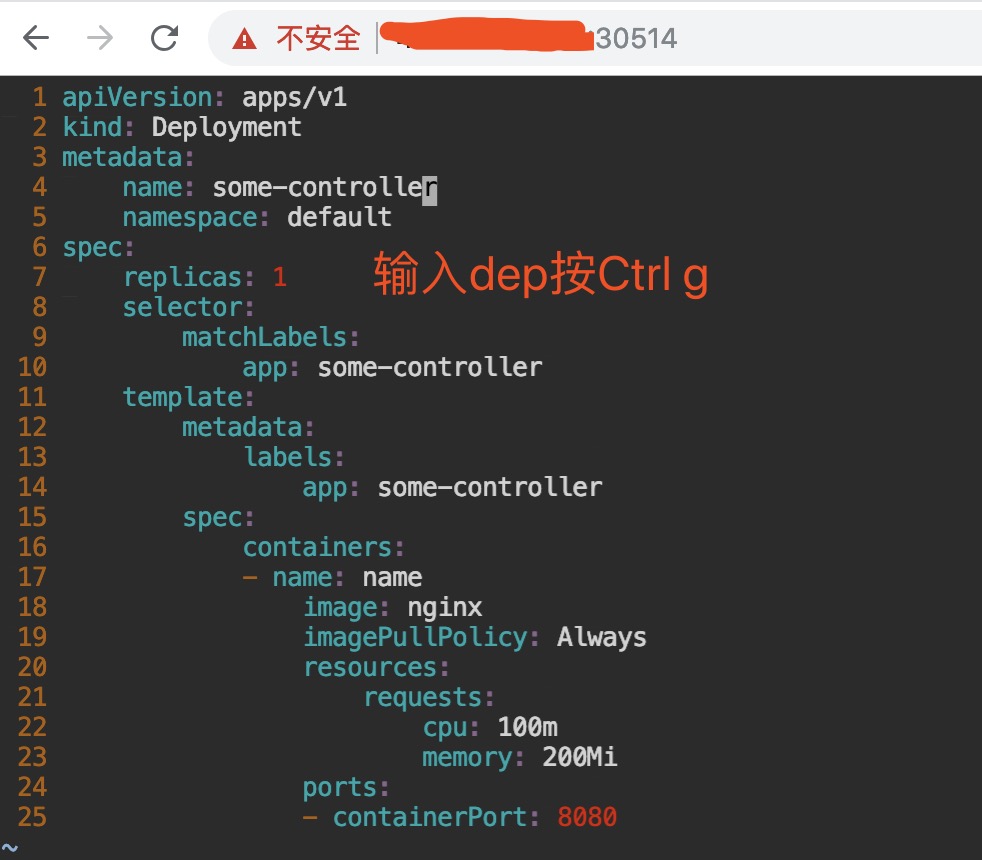 不安全 :30514
1 apiVersion: apps/v1
2 kind: Deployment
3 metadata:
4     name: some-controller
5     namespace: default
6 spec:
7     replicas: 1
输入dep按Ctrl g
8     selector:
9         matchLabels:
10             app: some-controller
11     template:
12         metadata:
13             labels:
14                 app: some-controller
15         spec:
16             containers:
17             - name: name
18                 image: nginx
19                 imagePullPolicy: Always
20                 resources:
21                     requests:
22                         cpu: 100m
23                         memory: 200Mi
24                 ports:
25                 - containerPort: 8080
~